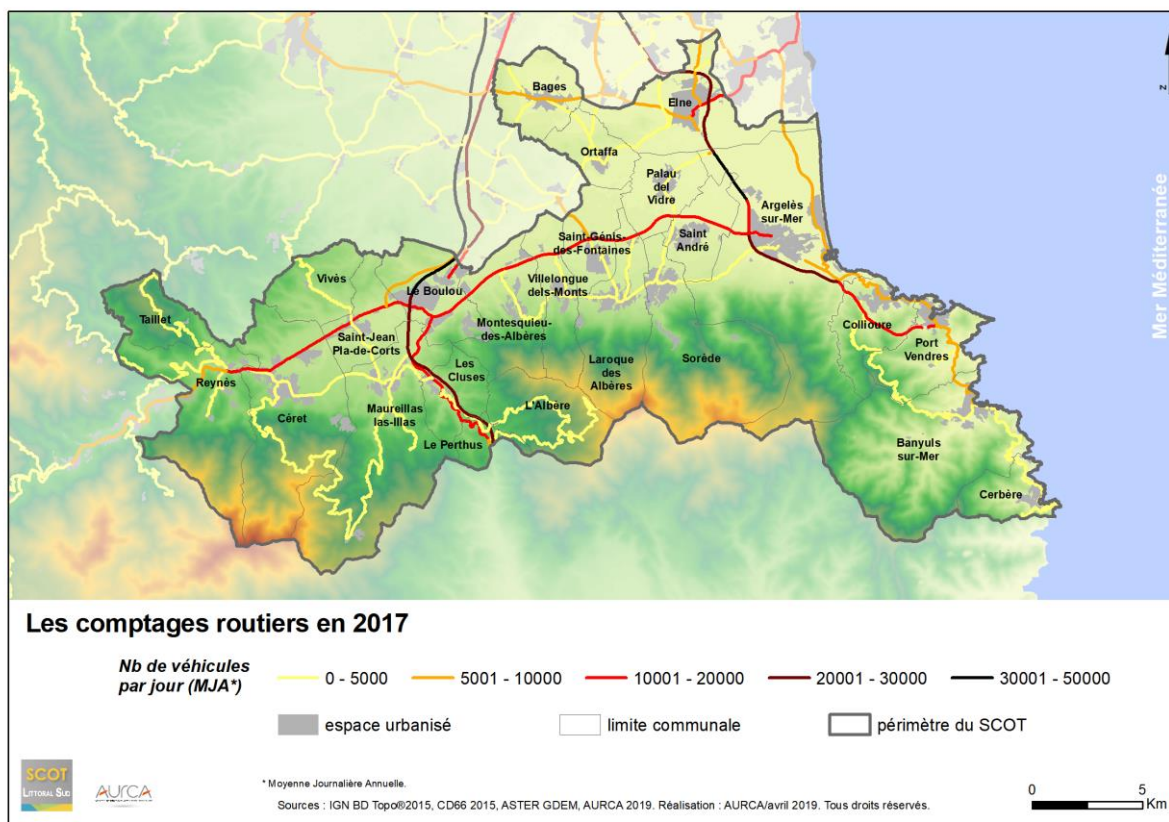 Bages
Elne
z
Ortaffa
Palau
del
Vidre
Argelès
sur-Mer
Mer Méditerranée
Saint-Génis-
des-Fontaines
Saint
André
Vivès
Le Boulou
Villelongue
dels-Monts
Taillet
Saint-Jean
Pla-de-Corts
Montesquieu
des-Albères
Collioure
Port
Vendres
Les
Cluses
Laroque
des
Albères
Sorède
Reynès
Céret
Maureillas
las-Illas
L'Albère
Le Perthus
Banyuls
sur-Mer
Cerbère
Les comptages routiers en 2017
Nb de véhicules
par jour (MJA*)
0 - 5000
5001 - 10000
10001 - 20000
20001 - 30000
30001 - 50000
espace urbanisé
limite communale
périmètre du SCOT
SCOT
LITTORAL SUD
AURCA
* Moyenne Journalière Annuelle.
Sources : IGN BD Topo®2015, CD66 2015, ASTER GDEM, AURCA 2019. Réalisation : AURCA/avril 2019. Tous droits réservés.
0 5
Km